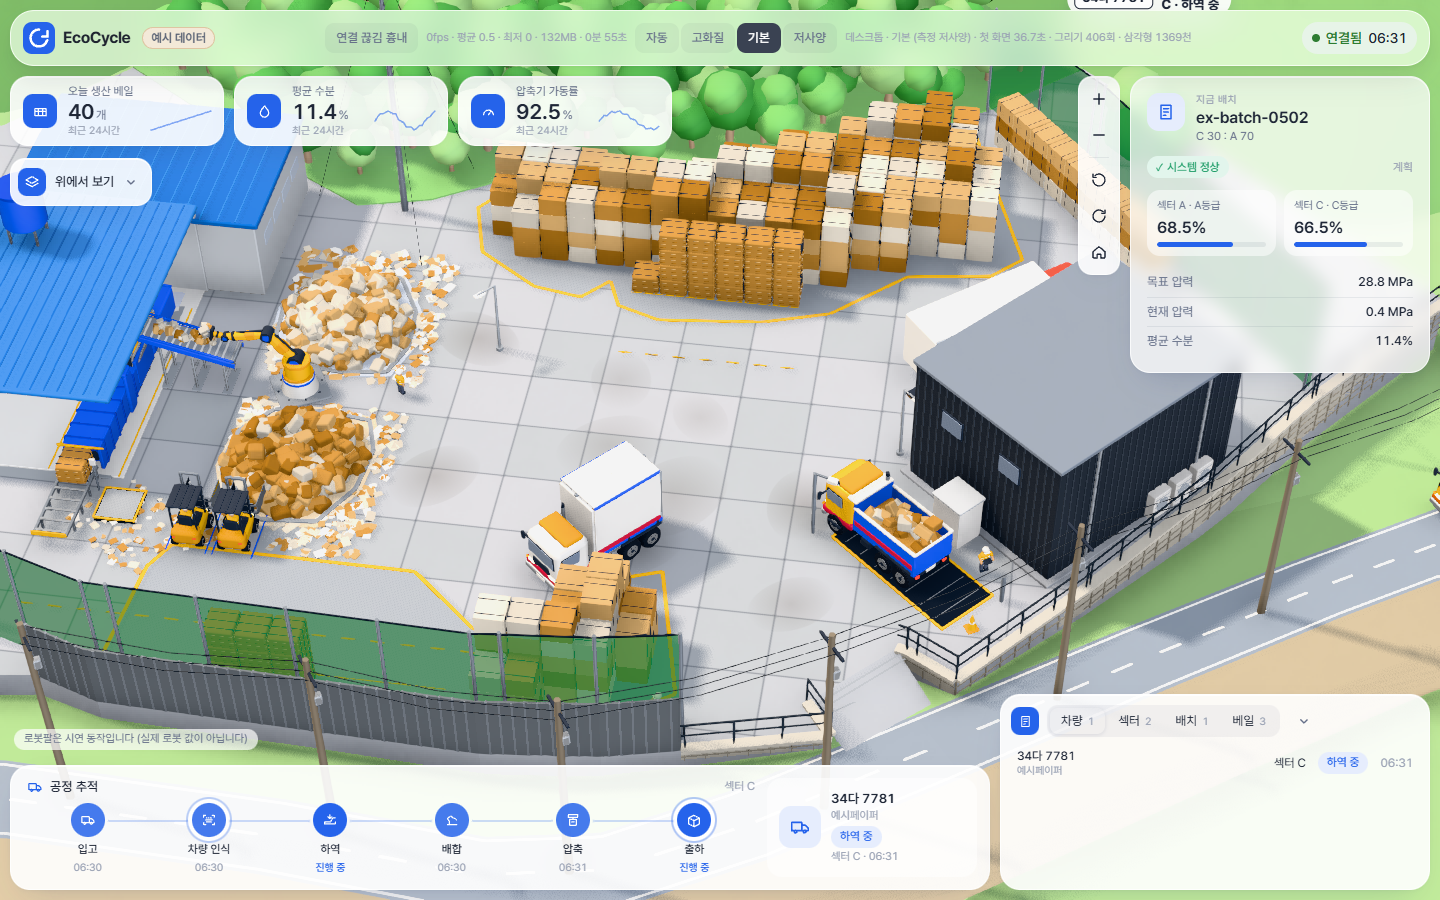 34다 7781
C · 하역 중
EcoCycle
예시 데이터
연결 끊김 흉내
0fps · 평균 0.5 · 최저 0 · 132MB · 0분 55초
자동
고화질
기본
저사양
데스크톱 · 기본 (측정 저사양) · 첫 화면 36.7초 · 그리기 406회 · 삼각형 1369천
연결됨 06:31
오늘 생산 베일
40개
최근 24시간
평균 수분
11.4%
최근 24시간
압축기 가동률
92.5%
최근 24시간
위에서 보기
지금 배치
ex-batch-0502
C 30 : A 70
✓ 시스템 정상
계획
섹터 A · A등급
68.5%
섹터 C · C등급
66.5%
목표 압력 28.8 MPa
현재 압력 0.4 MPa
평균 수분 11.4%
로봇팔은 시연 동작입니다 (실제 로봇 값이 아닙니다)
공정 추적
섹터 C
입고
06:30
차량 인식
06:30
하역
진행 중
배합
06:30
압축
06:31
출하
진행 중
34다 7781
예시페이퍼
하역 중
섹터 C · 06:31
차량 1
섹터 2
배치 1
베일 3
34다 7781
예시페이퍼
섹터 C
하역 중
06:31